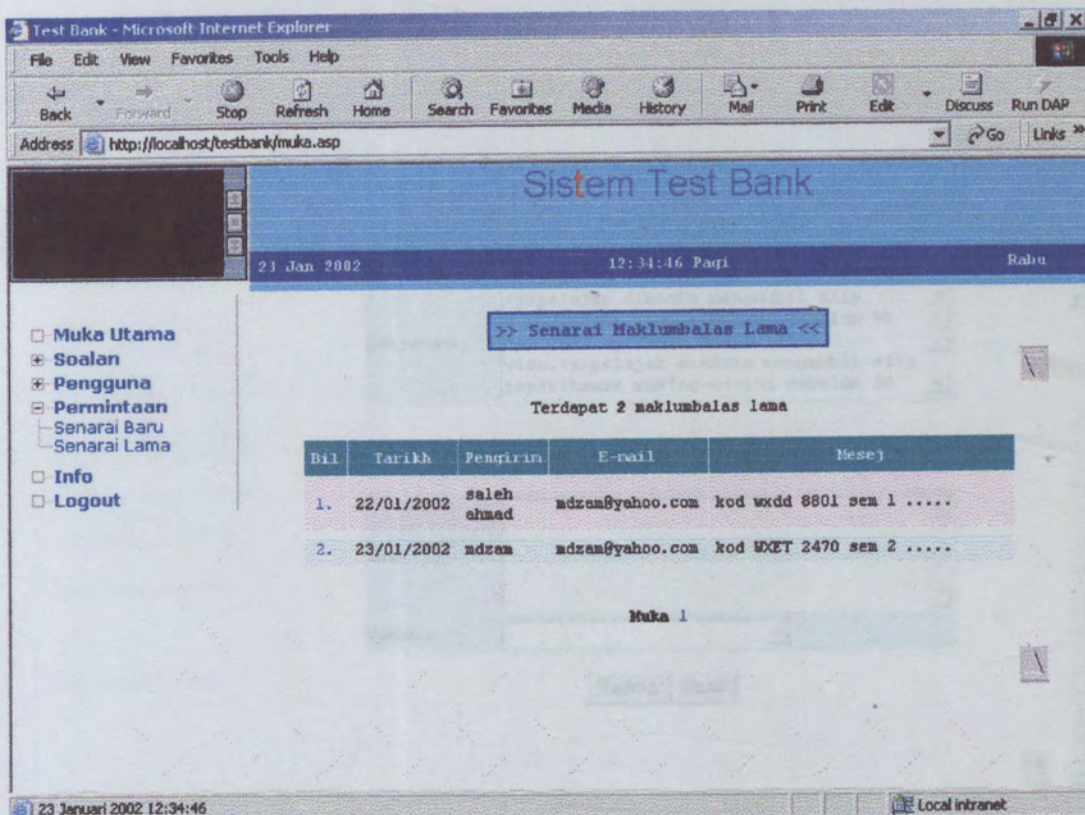 Test Bank - Microsoft Internet Explorer
File Edit View Favorites Tools Help
Back Forward Stop Refresh Home Search Favorites Media History Mail Print Edit Discuss Run DAP
Address http://localhost/testbank/muka.asp Go Links »
Sistem Test Bank
23 Jan 2002 12:34:46 Pagi Rabu
Muka Utama
Soalan
Pengguna
Permintaan
Senarai Baru
Senarai Lama
Info
Logout
>> Senarai Maklumbalas Lama <<
Terdapat 2 maklumbalas lama
Bil Tarikh Pengirim E-mail Mesej
1. 22/01/2002 saleh ahmad mdzam@yahoo.com kod wxdd 8801 sem 1 .....
2. 23/01/2002 mdzam mdzam@yahoo.com kod WXET 2470 sem 2 .....
Muka 1
23 Januari 2002 12:34:46 Local intranet